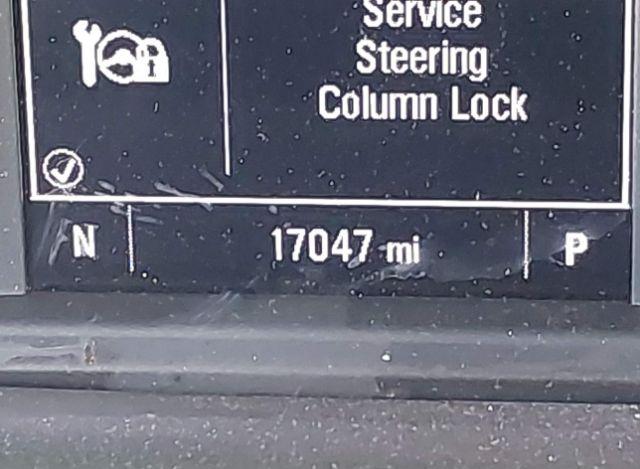 Service
Steering
Column Lock
N 17047 mi P